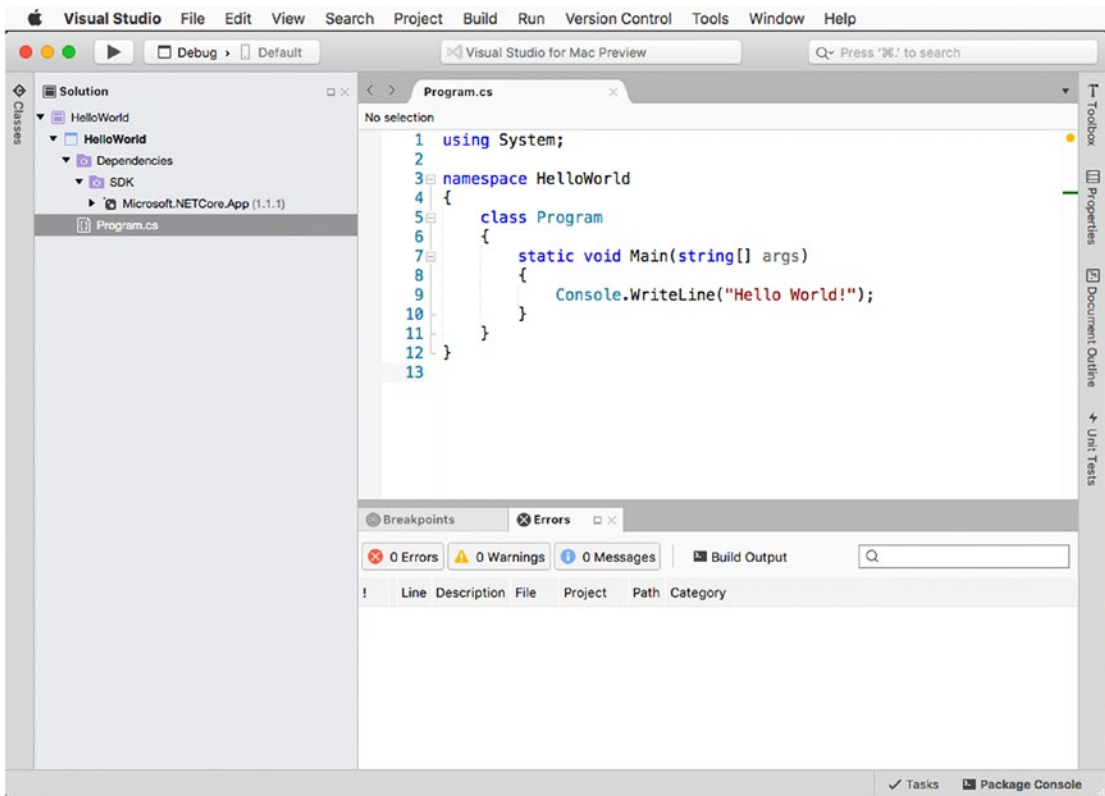 Visual Studio File Edit View Search Project Build Run Version Control Tools Window Help
Debug › Default
Visual Studio for Mac Preview
Press '⌘.' to search
Classes
Solution
HelloWorld
HelloWorld
Dependencies
SDK
Microsoft.NETCore.App (1.1.1)
Program.cs
Program.cs
No selection
1 using System;
2
3 namespace HelloWorld
4 {
5 class Program
6 {
7 static void Main(string[] args)
8 {
9 Console.WriteLine("Hello World!");
10 }
11 }
12 }
13
Toolbox
Properties
Document Outline
Unit Tests
Breakpoints Errors
0 Errors 0 Warnings 0 Messages Build Output
! Line Description File Project Path Category
Tasks Package Console